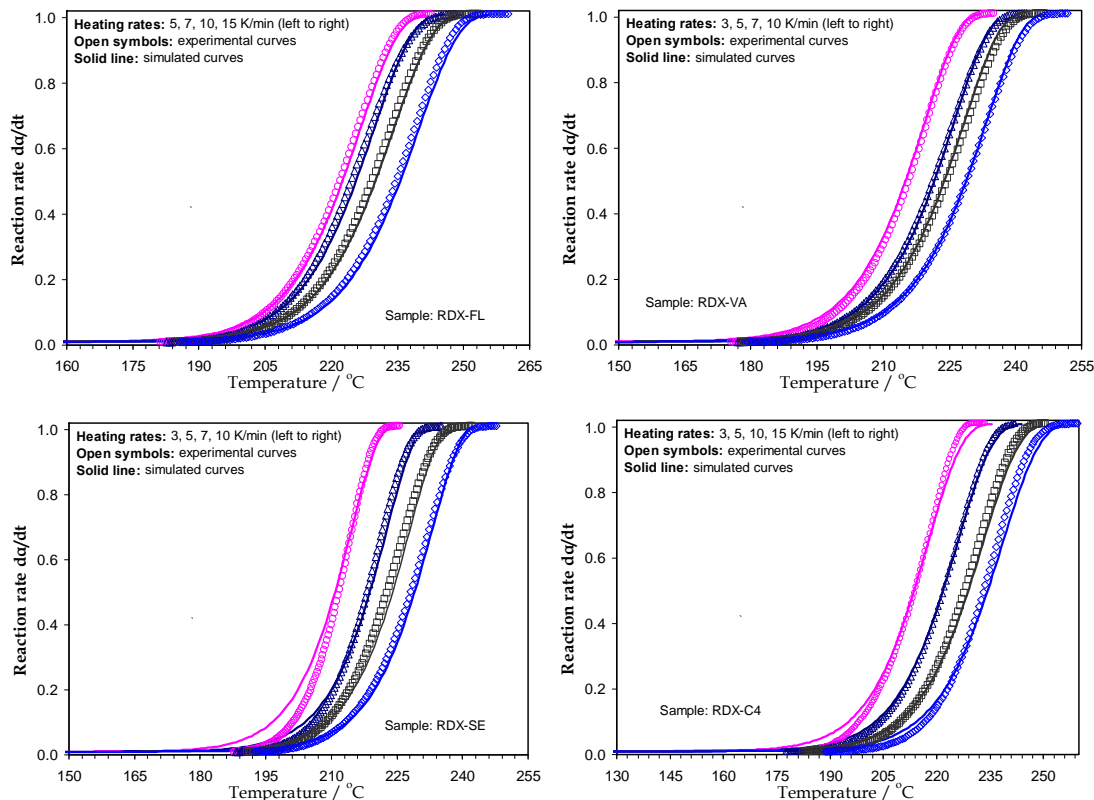 Heating rates: 5, 7, 10, 15 K/min (left to right)
Open symbols: experimental curves
Solid line: simulated curves
Reaction rate dα/dt
1.0
0.8
0.6
0.4
0.2
0.0
Sample: RDX-FL
160 175 190 205 220 235 250 265
Temperature / °C
Heating rates: 3, 5, 7, 10 K/min (left to right)
Open symbols: experimental curves
Solid line: simulated curves
Reaction rate dα/dt
1.0
0.8
0.6
0.4
0.2
0.0
Sample: RDX-VA
150 165 180 195 210 225 240 255
Temperature / °C
Heating rates: 3, 5, 7, 10 K/min (left to right)
Open symbols: experimental curves
Solid line: simulated curves
Reaction rate dα/dt
1.0
0.8
0.6
0.4
0.2
0.0
Sample: RDX-SE
150 165 180 195 210 225 240 255
Temperature / °C
Heating rates: 3, 5, 10, 15 K/min (left to right)
Open symbols: experimental curves
Solid line: simulated curves
Reaction rate dα/dt
1.0
0.8
0.6
0.4
0.2
0.0
Sample: RDX-C4
130 145 160 175 190 205 220 235 250
Temperature / °C